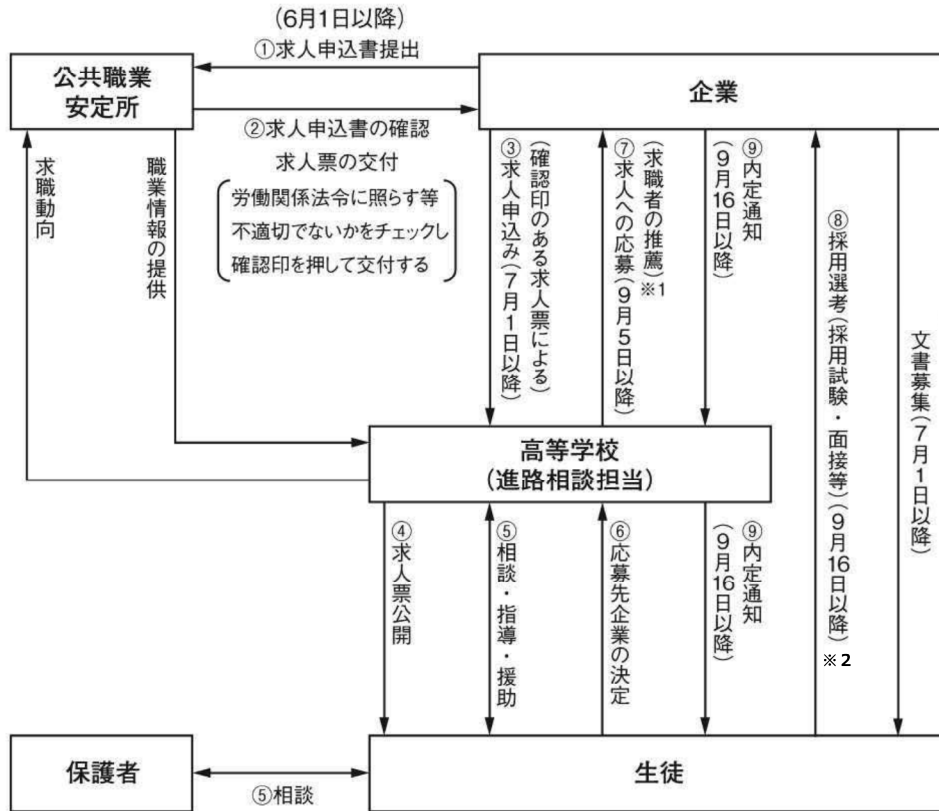 (6月1日以降)
①求人申込書提出
公共職業
安定所
企業
②求人申込書の確認
求人票の交付
労働関係法令に照らす等
不適切でないかをチェックし
確認印を押して交付する
求職動向
職業情報の提供
③求人申込み(7月1日以降)
(確認印のある求人票による)
⑦求人への応募(9月5日以降)
(求職者の推薦)※1
⑨内定通知
(9月16日以降)
⑧採用選考(採用試験・面接等)(9月16日以降)
※2
文書募集(7月1日以降)
高等学校
(進路相談担当)
④求人票公開
⑤相談・指導・援助
⑥応募先企業の決定
⑨内定通知
(9月16日以降)
保護者
⑤相談
生徒